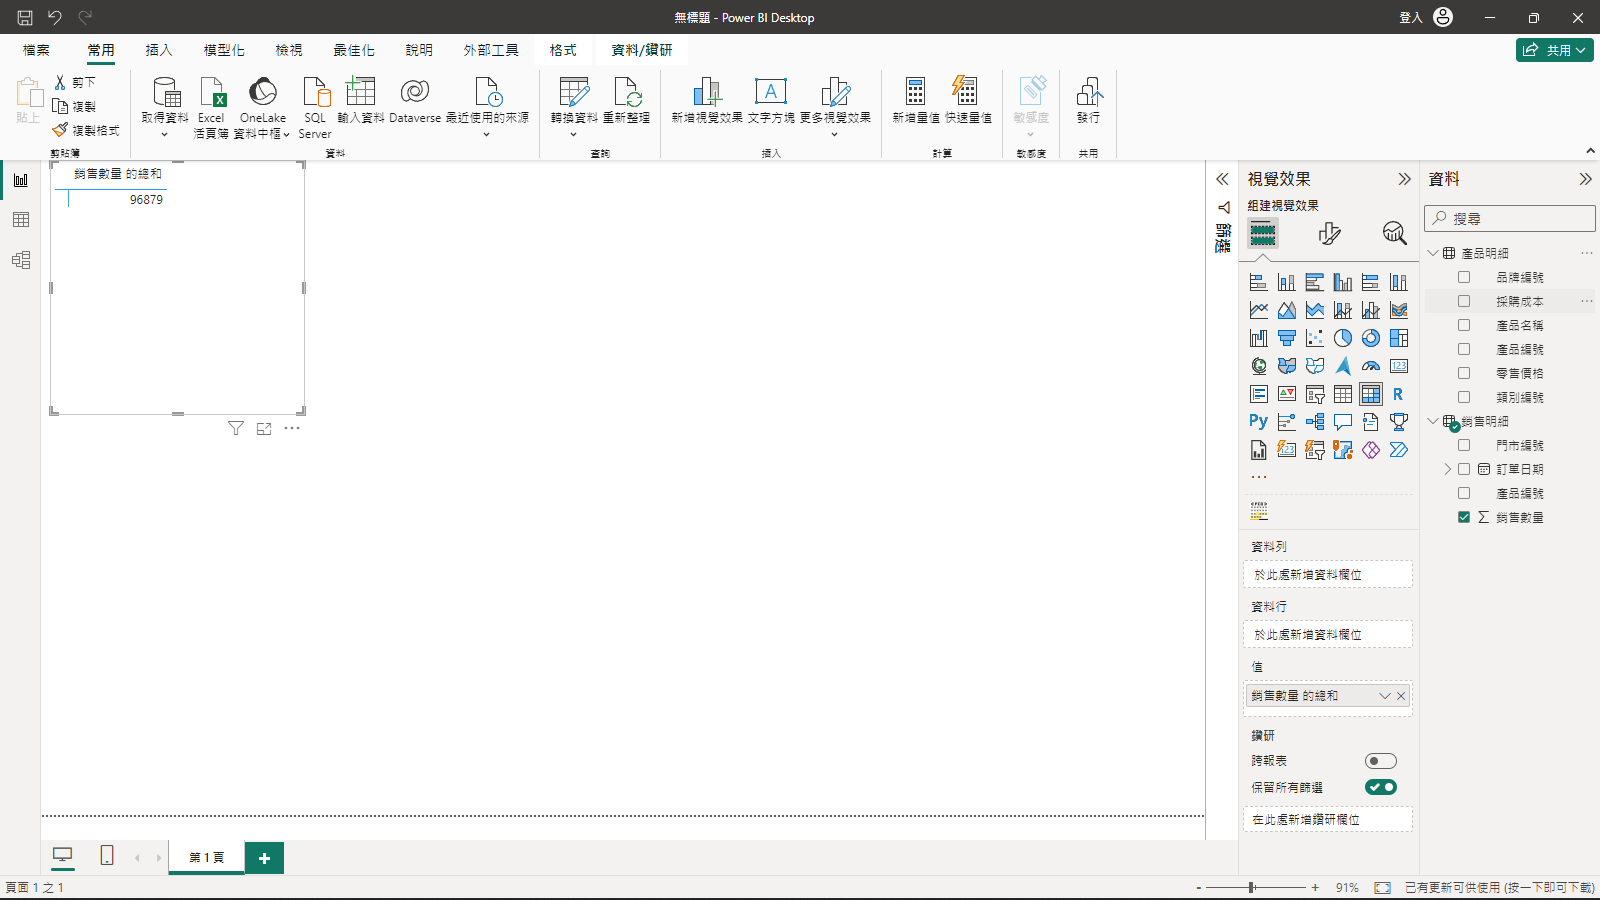 無標題 - Power BI Desktop
登入
檔案
常用
插入
模型化
檢視
最佳化
說明
外部工具
格式
資料/鑽研
共用
貼上
剪下
複製
複製格式
剪貼簿
取得資料
Excel
活頁簿
OneLake
資料中樞
SQL
Server
輸入資料
Dataverse
最近使用的來源
資料
轉換資料
重新整理
查詢
新增視覺效果
文字方塊
更多視覺效果
插入
新增量值
快速量值
計算
敏感度
敏感度
發行
共用
銷售數量 的總和
96879
篩選
視覺效果
組建視覺效果
123
R
Py
123
資料列
於此處新增資料欄位
資料行
於此處新增資料欄位
值
銷售數量 的總和
鑽研
跨報表
保留所有篩選
在此處新增鑽研欄位
資料
搜尋
產品明細
品牌編號
採購成本
產品名稱
產品編號
零售價格
類別編號
銷售明細
門市編號
訂單日期
產品編號
銷售數量
第 1 頁
頁面 1 之 1
91%
已有更新可供使用 (按一下即可下載)